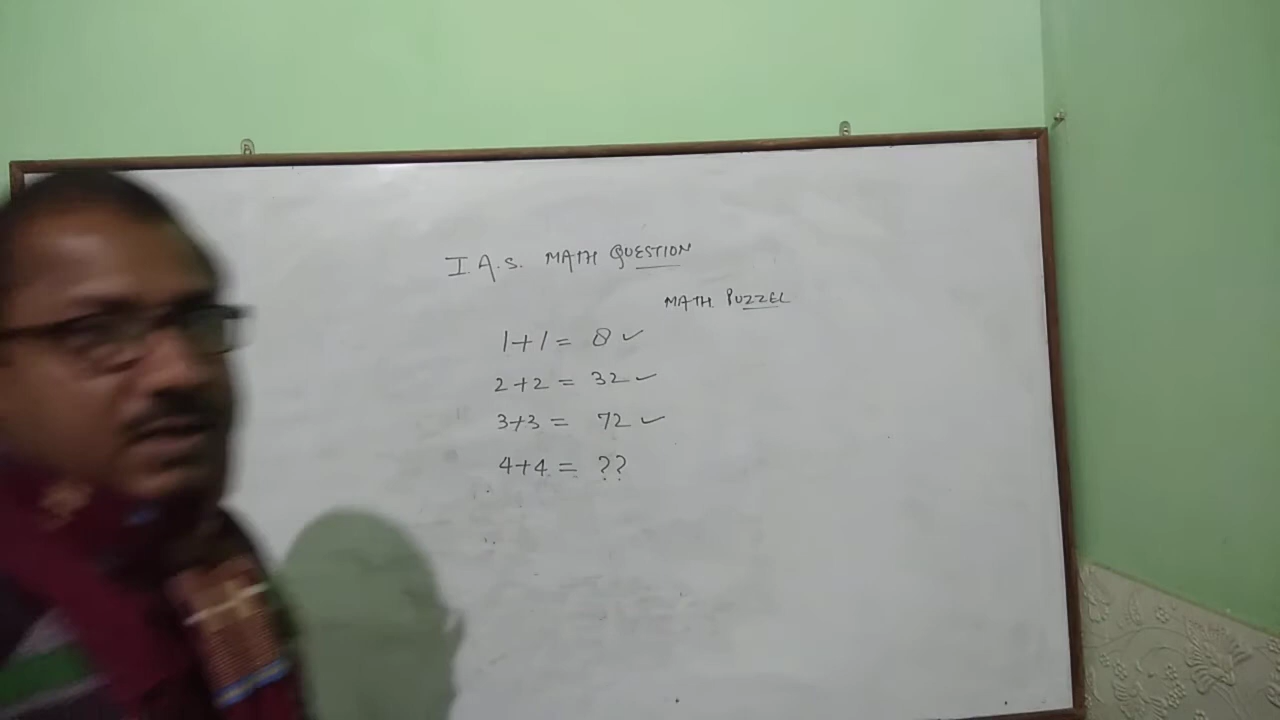 I.A.S. MATH QUESTION
MATH. PUZZEL
1+1= 8 ✓
2+2 = 32 ✓
3+3 = 72 ✓
4+4 = ??